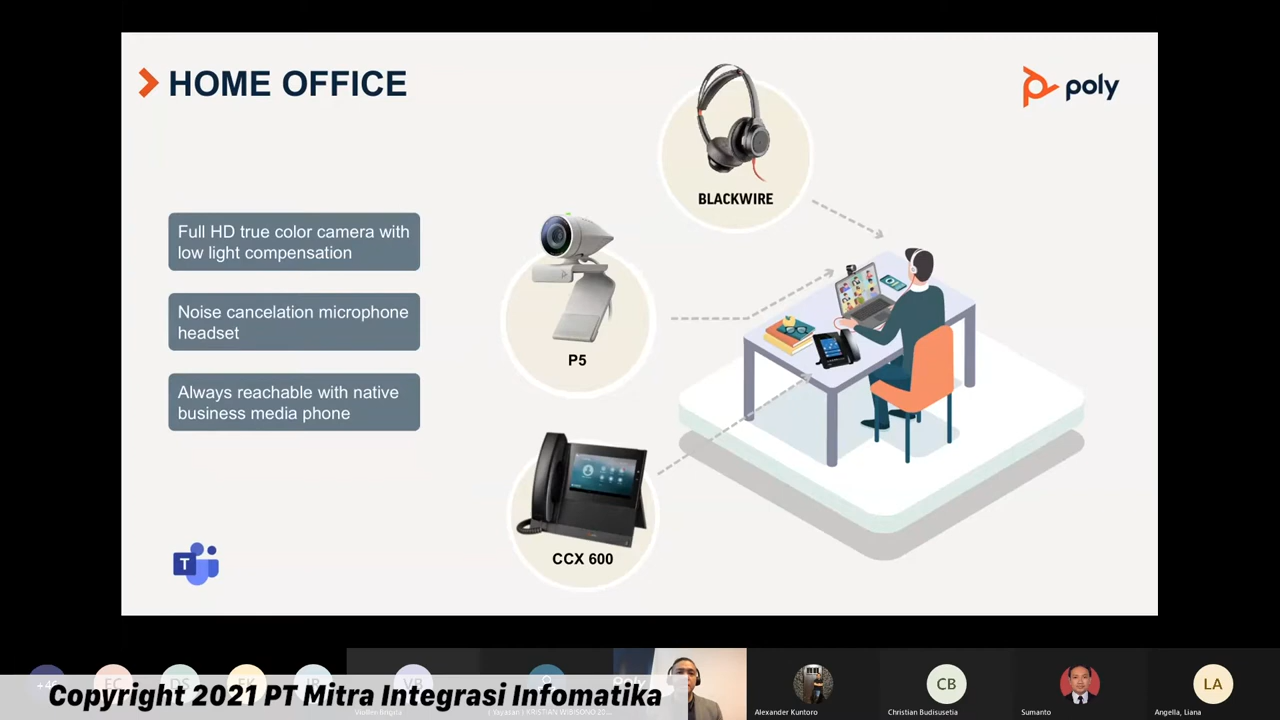 HOME OFFICE
poly
BLACKWIRE
Full HD true color camera with
low light compensation
Noise cancelation microphone
headset
Always reachable with native
business media phone
P5
CCX 600
T
Copyright 2021 PT Mitra Integrasi Infomatika
VB
Alexander Kuntoro
CB
Christian Budisusetia
Sumanto
LA
Angella, Liana